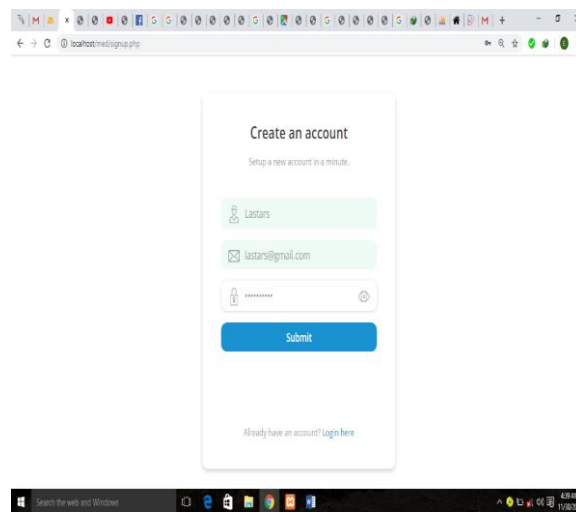 localhost/med/signup.php
Create an account
Setup a new account in a minute.
Lastars
lastars@gmail.com
Submit
Already have an account? Login here
Search the web and Windows